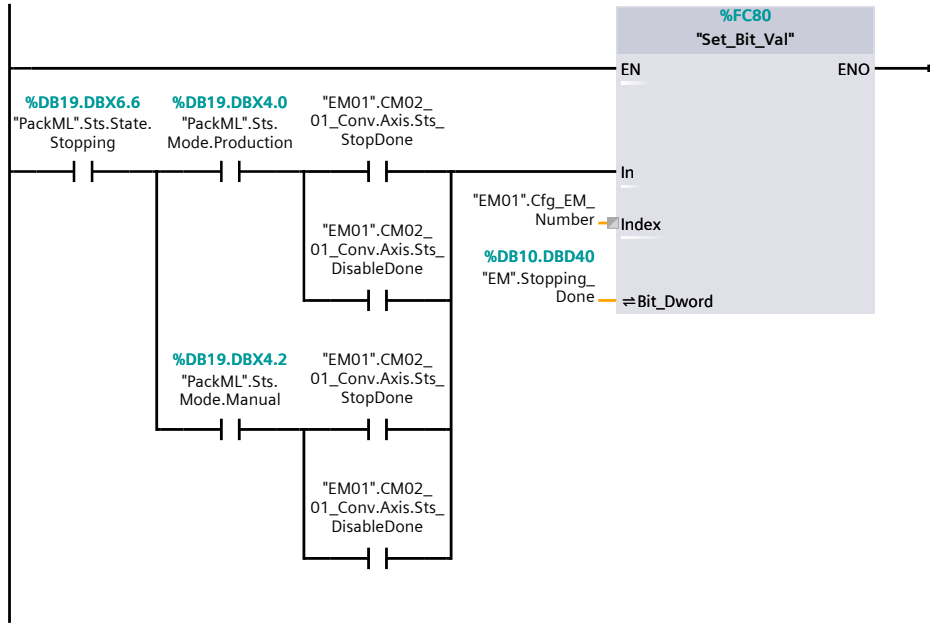 %FC80
"Set_Bit_Val"
EN
ENO
%DB19.DBX6.6
"PackML".Sts.State.
Stopping
%DB19.DBX4.0
"PackML".Sts.
Mode.Production
"EM01".CM02_
01_Conv.Axis.Sts_
StopDone
In
"EM01".Cfg_EM_
Number
Index
"EM01".CM02_
01_Conv.Axis.Sts_
DisableDone
%DB10.DBD40
"EM".Stopping_
Done
⇌Bit_Dword
%DB19.DBX4.2
"PackML".Sts.
Mode.Manual
"EM01".CM02_
01_Conv.Axis.Sts_
StopDone
"EM01".CM02_
01_Conv.Axis.Sts_
DisableDone